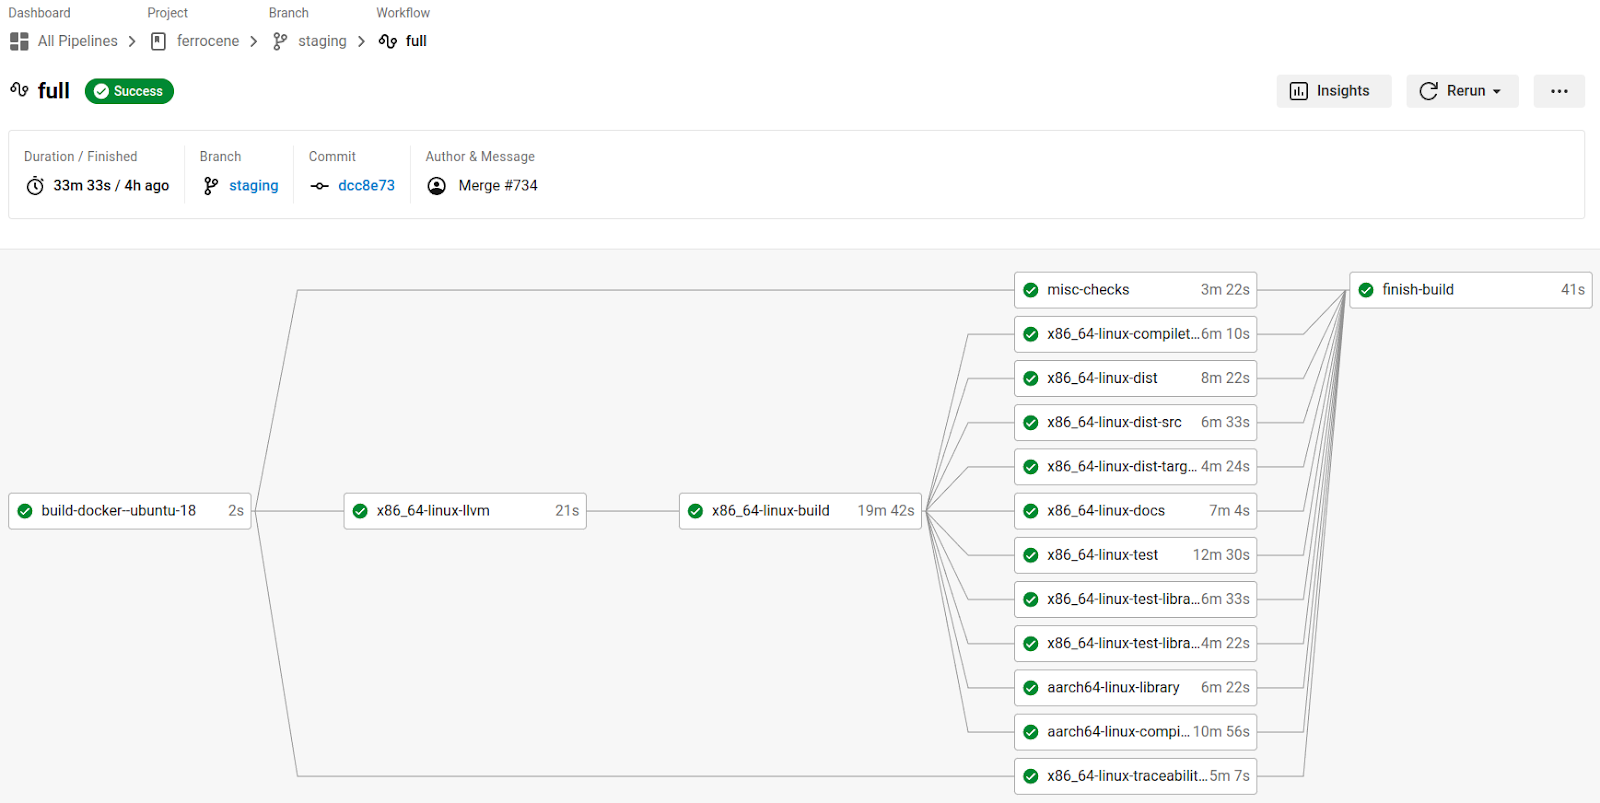 Dashboard Project Branch Workflow
All Pipelines ferrocene staging full
full Success Insights Rerun
Duration / Finished Branch Commit Author & Message
33m 33s / 4h ago staging dcc8e73 Merge #734
misc-checks 3m 22s finish-build 41s
x86_64-linux-compilet... 6m 10s
x86_64-linux-dist 8m 22s
x86_64-linux-dist-src 6m 33s
x86_64-linux-dist-targ... 4m 24s
build-docker--ubuntu-18 2s x86_64-linux-llvm 21s x86_64-linux-build 19m 42s x86_64-linux-docs 7m 4s
x86_64-linux-test 12m 30s
x86_64-linux-test-libra... 6m 33s
x86_64-linux-test-libra... 4m 22s
aarch64-linux-library 6m 22s
aarch64-linux-compi... 10m 56s
x86_64-linux-traceabilit... 5m 7s